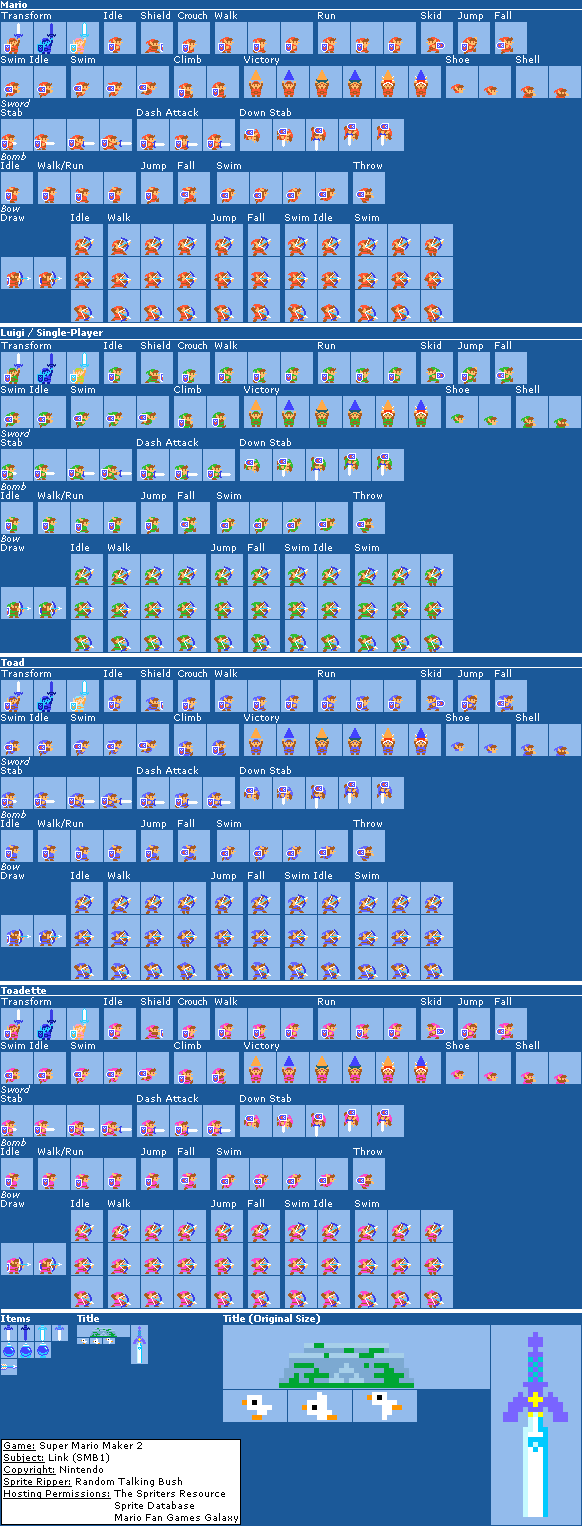 Mario
Transform Idle Shield Crouch Walk Run Skid Jump Fall
Swim Idle Swim Climb Victory Shoe Shell
Sword
Stab Dash Attack Down Stab
Bomb
Idle Walk/Run Jump Fall Swim Throw
Bow
Draw Idle Walk Jump Fall Swim Idle Swim
Luigi / Single-Player
Transform Idle Shield Crouch Walk Run Skid Jump Fall
Swim Idle Swim Climb Victory Shoe Shell
Sword
Stab Dash Attack Down Stab
Bomb
Idle Walk/Run Jump Fall Swim Throw
Bow
Draw Idle Walk Jump Fall Swim Idle Swim
Toad
Transform Idle Shield Crouch Walk Run Skid Jump Fall
Swim Idle Swim Climb Victory Shoe Shell
Sword
Stab Dash Attack Down Stab
Bomb
Idle Walk/Run Jump Fall Swim Throw
Bow
Draw Idle Walk Jump Fall Swim Idle Swim
Toadette
Transform Idle Shield Crouch Walk Run Skid Jump Fall
Swim Idle Swim Climb Victory Shoe Shell
Sword
Stab Dash Attack Down Stab
Bomb
Idle Walk/Run Jump Fall Swim Throw
Bow
Draw Idle Walk Jump Fall Swim Idle Swim
Items Title Title (Original Size)
Game: Super Mario Maker 2
Subject: Link (SMB1)
Copyright: Nintendo
Sprite Ripper: Random Talking Bush
Hosting Permissions: The Spriters Resource
Sprite Database
Mario Fan Games Galaxy